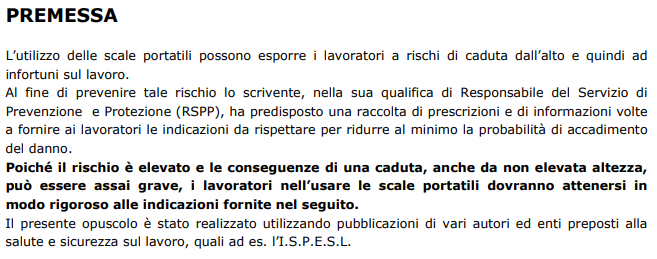 PREMESSA
L'utilizzo delle scale portatili possono esporre i lavoratori a rischi di caduta dall'alto e quindi ad
infortuni sul lavoro.
Al fine di prevenire tale rischio lo scrivente, nella sua qualifica di Responsabile del Servizio di
Prevenzione e Protezione (RSPP), ha predisposto una raccolta di prescrizioni e di informazioni volte
a fornire ai lavoratori le indicazioni da rispettare per ridurre al minimo la probabilità di accadimento
del danno.
Poiché il rischio è elevato e le conseguenze di una caduta, anche da non elevata altezza,
può essere assai grave, i lavoratori nell'usare le scale portatili dovranno attenersi in
modo rigoroso alle indicazioni fornite nel seguito.
Il presente opuscolo è stato realizzato utilizzando pubblicazioni di vari autori ed enti preposti alla
salute e sicurezza sul lavoro, quali ad es. l'I.S.P.E.S.L.